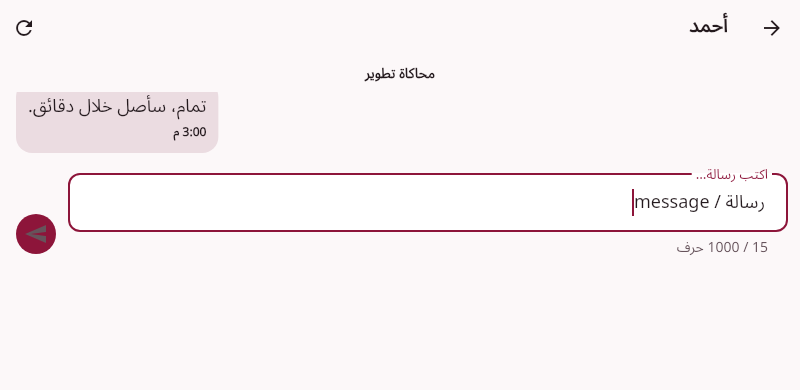 أحمد
محاكاة تطوير
تمام، سأصل خلال دقائق.
3:00 م
اكتب رسالة...
رسالة / message
15 / 1000 حرف